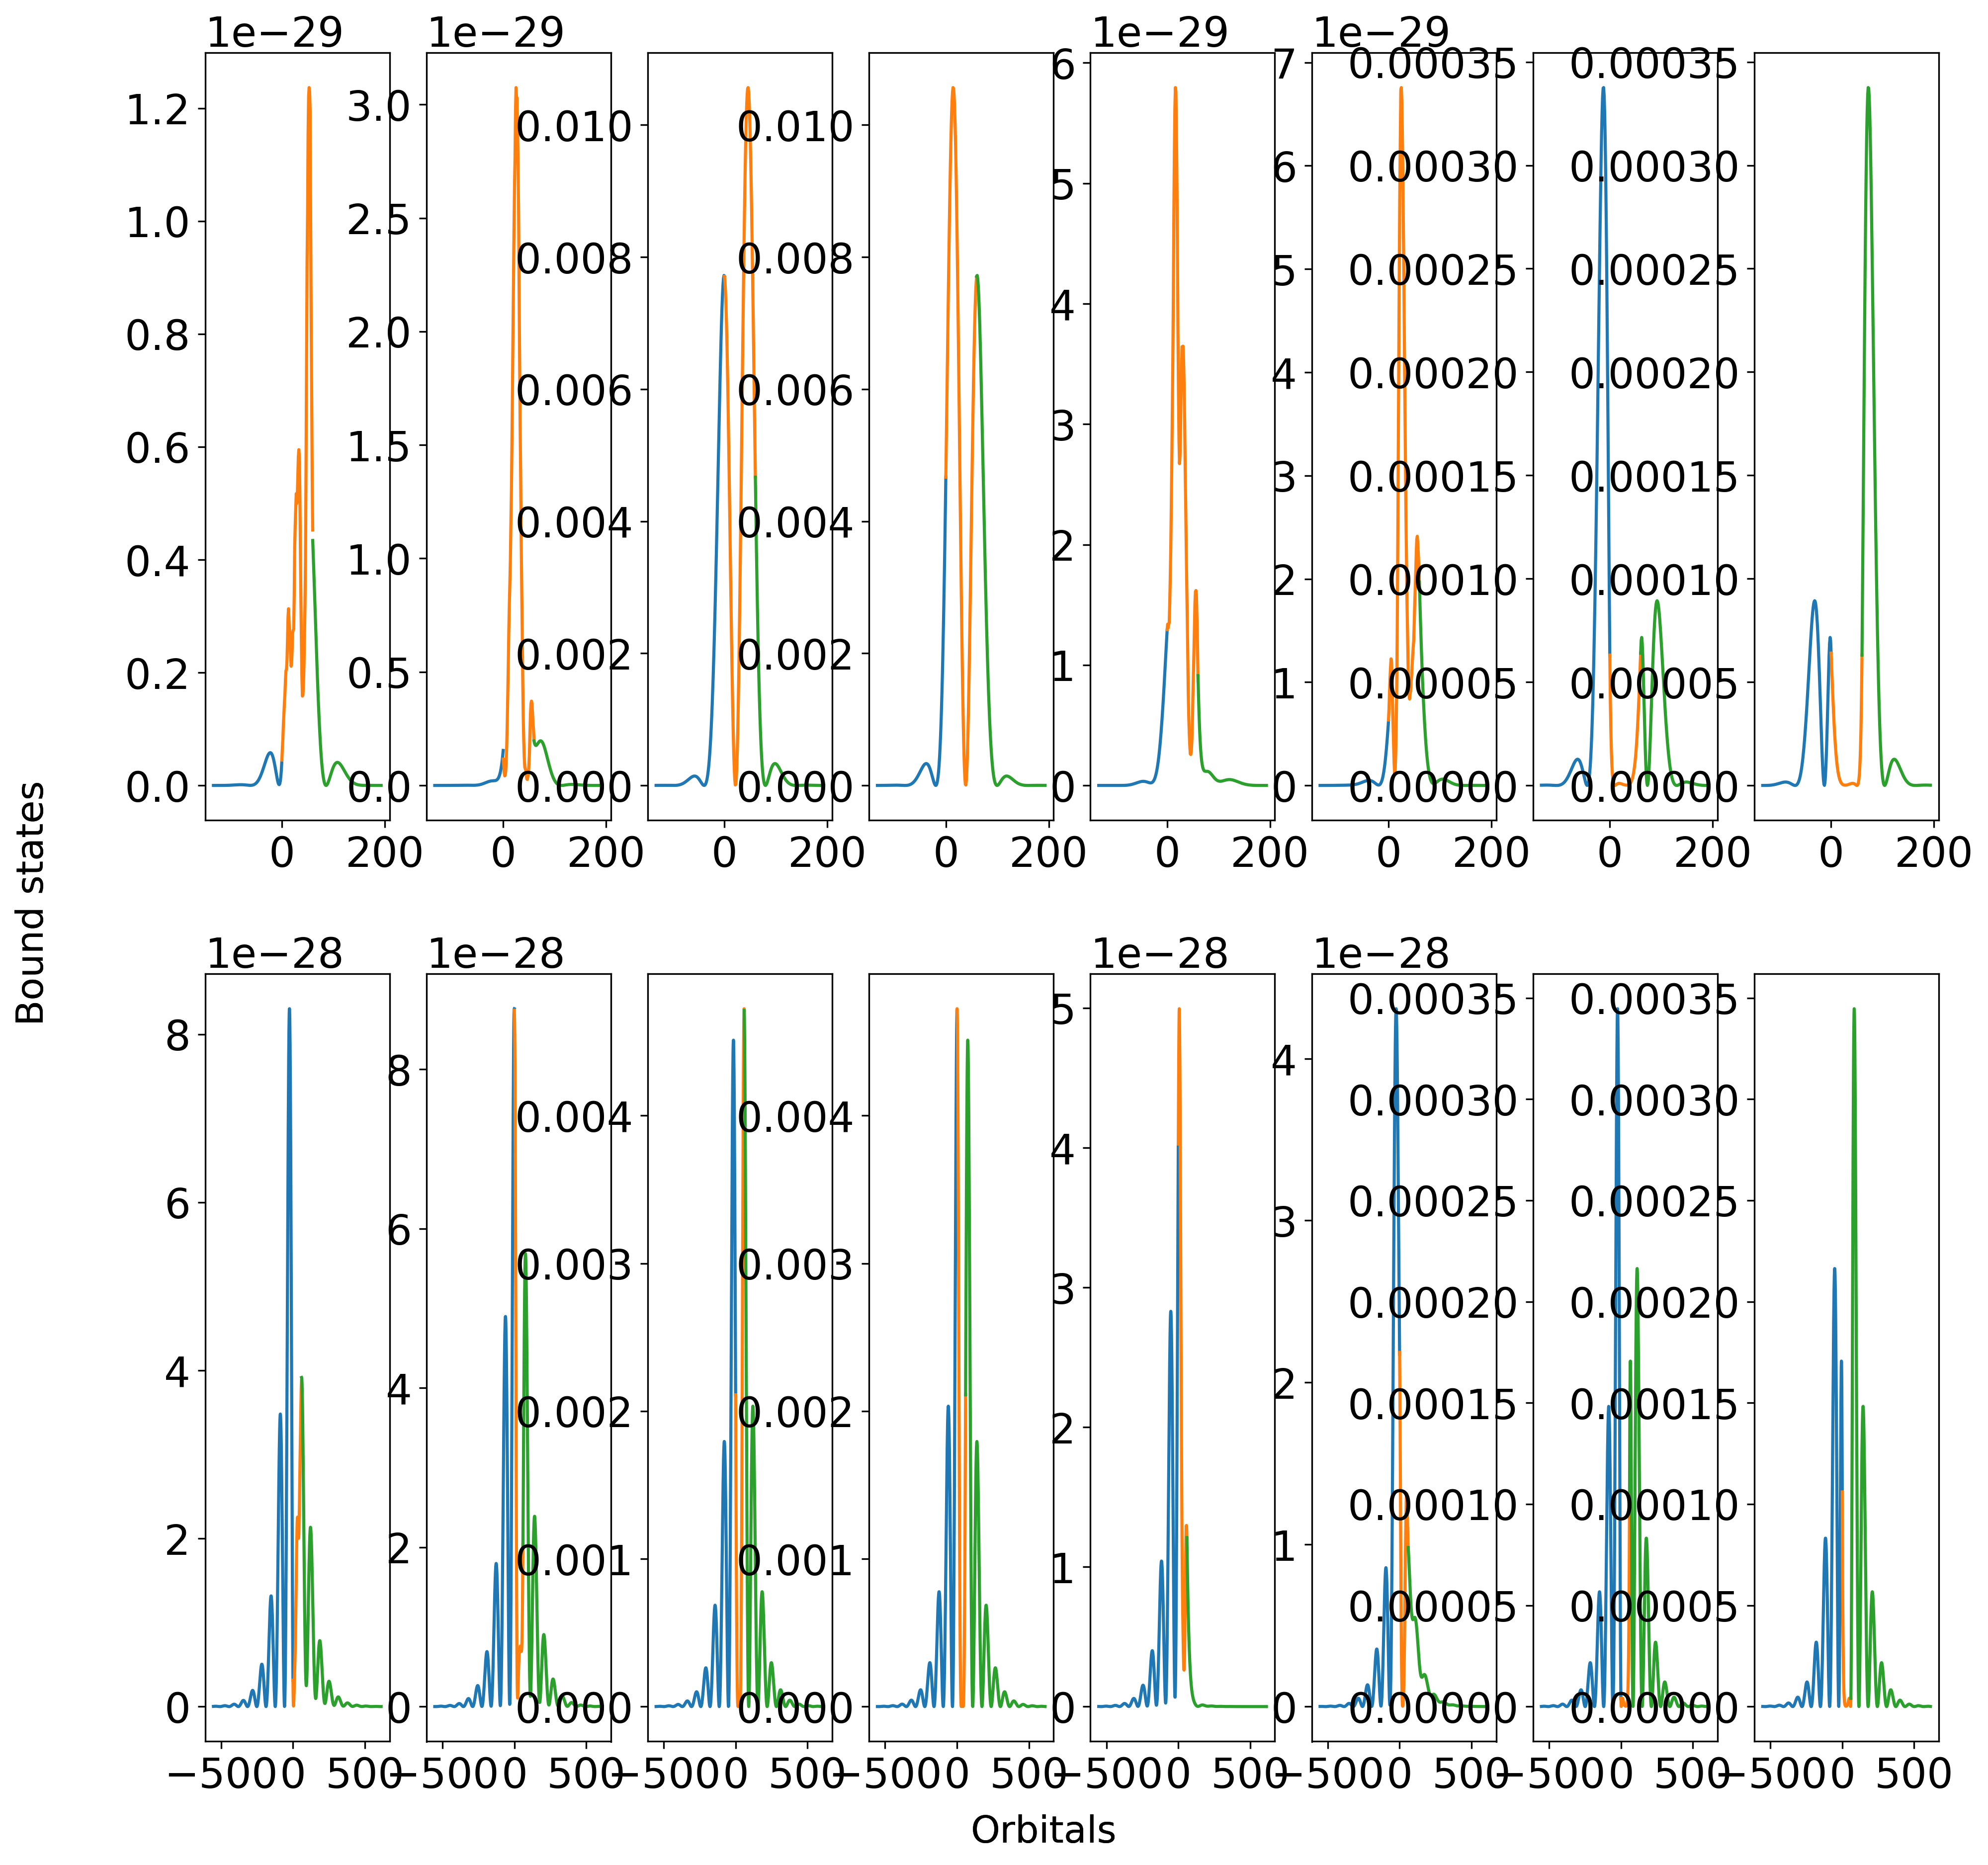 1e−29 1e−29 1e−29 1e−29
1.2 3.0 0.010 0.010 6 7 0.00035 0.00035
1.0 2.5 0.008 0.008 5 6 0.00030 0.00030
0.8 2.0 0.006 0.006 4 5 0.00025 0.00025
0.6 1.5 0.004 0.004 3 4 0.00020 0.00020
0.4 1.0 0.002 0.002 2 3 0.00015 0.00015
0.2 0.5 0.000 0.000 1 2 0.00010 0.00010
0.0 0.0 0 1 0.00005 0.00005
0 0.00000 0.00000
0 200 0 200 0 200 0 200 0 200 0 200 0 200 0 200
Bound states
1e−28 1e−28 1e−28 1e−28
8 8 0.004 0.004 5 4 0.00035 0.00035
6 6 0.003 0.003 4 3 0.00030 0.00030
4 4 0.002 0.002 3 2 0.00025 0.00025
2 2 0.001 0.001 2 1 0.00020 0.00020
0 0 0.000 0.000 1 0 0.00015 0.00015
0 0.00010 0.00010
0.00005 0.00005
0.00000 0.00000
−500 0 500 −500 0 500 −500 0 500 −500 0 500 −500 0 500 −500 0 500 −500 0 500 −500 0 500
Orbitals